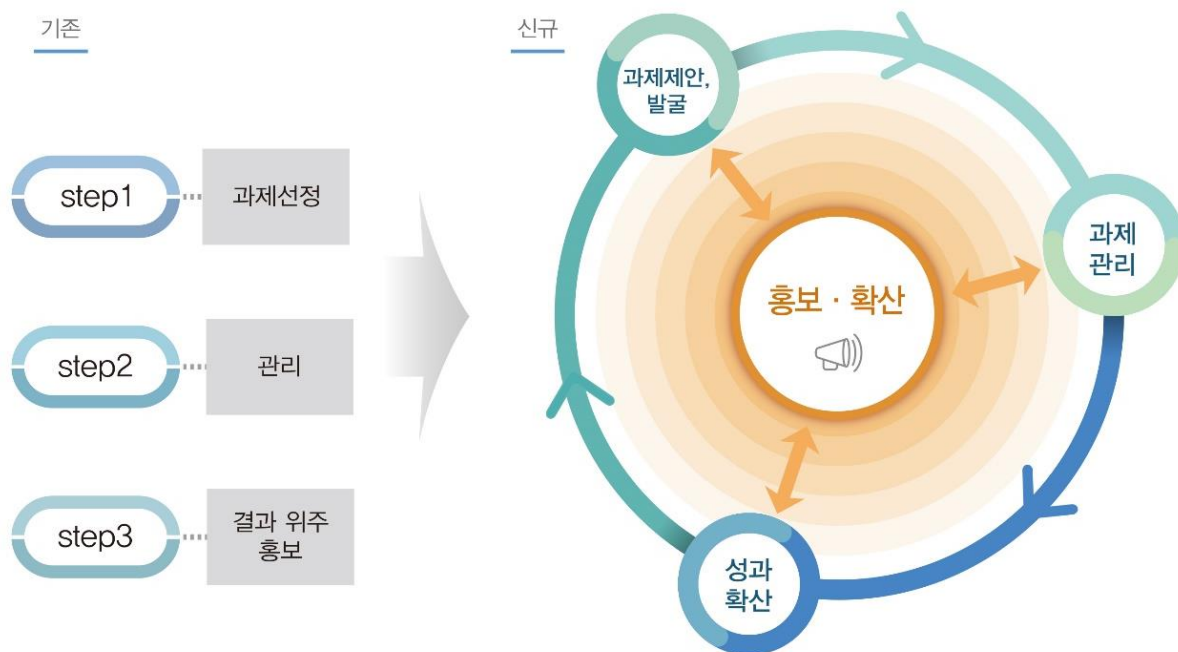 기존
step1
과제선정
step2
관리
step3
결과 위주
홍보
신규
과제제안,
발굴
과제
관리
홍보 · 확산
성과
확산